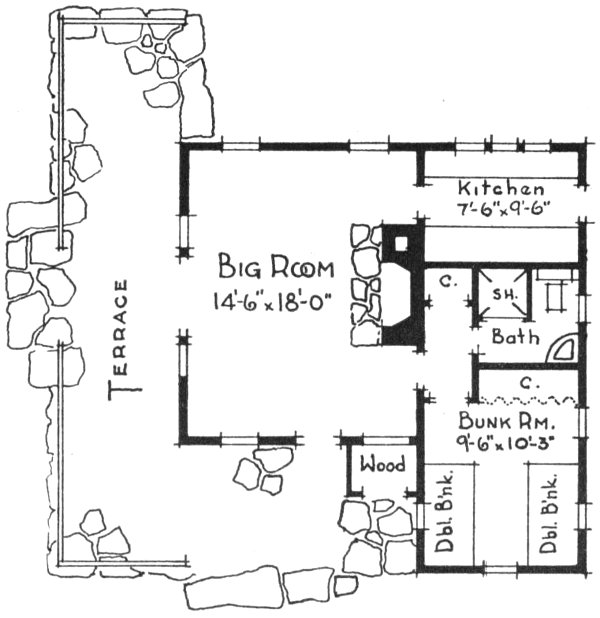 Kitchen
7'-6"x9'-6"
BIG ROOM
14'-6"x18'-0"
C.
SH.
Bath
TERRACE
C.
BUNK RM.
9'-6"x10'-3"
Wood
Dbl. B'nk.
Dbl. B'nk.